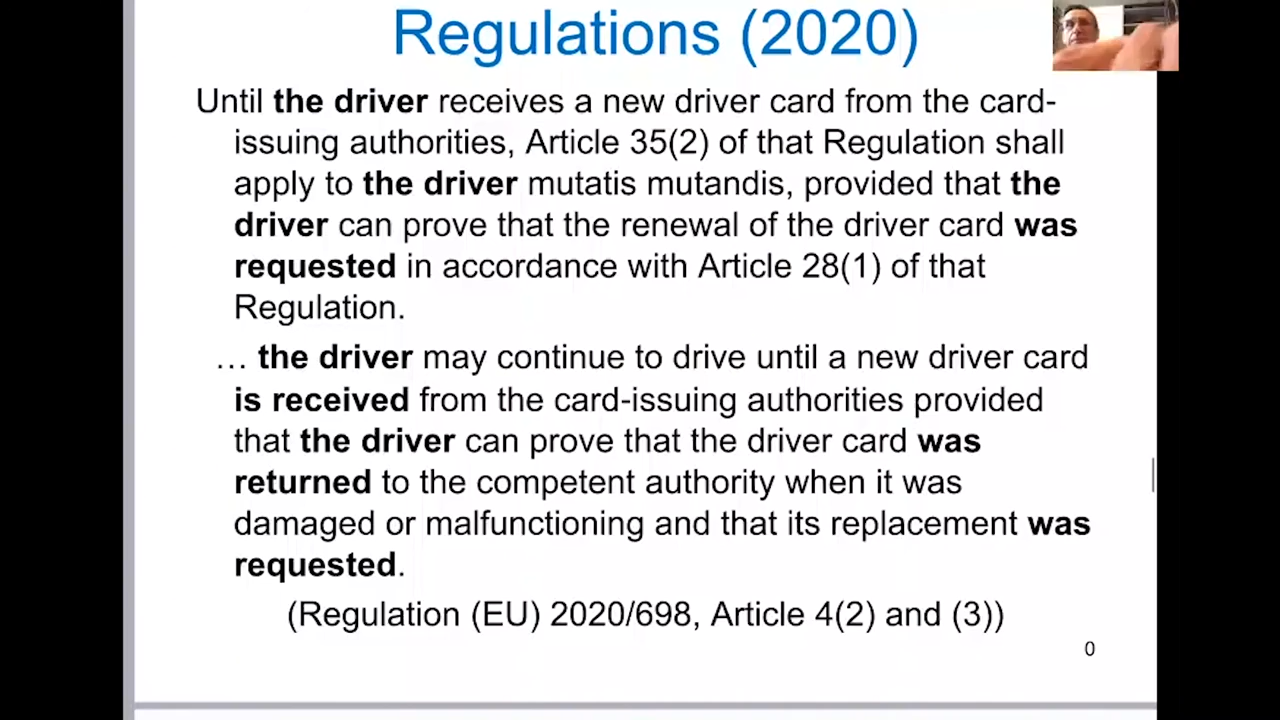 Regulations (2020)
Until the driver receives a new driver card from the card-
issuing authorities, Article 35(2) of that Regulation shall
apply to the driver mutatis mutandis, provided that the
driver can prove that the renewal of the driver card was
requested in accordance with Article 28(1) of that
Regulation.
… the driver may continue to drive until a new driver card
is received from the card-issuing authorities provided
that the driver can prove that the driver card was
returned to the competent authority when it was
damaged or malfunctioning and that its replacement was
requested.
(Regulation (EU) 2020/698, Article 4(2) and (3))
0